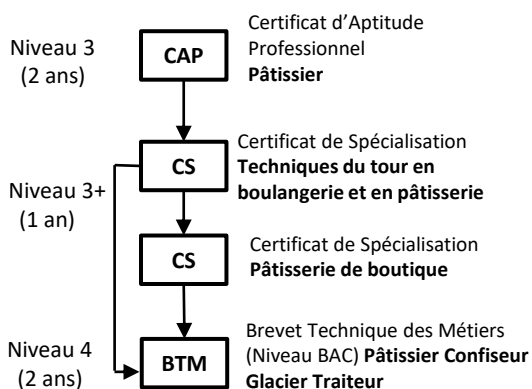 Niveau 3
(2 ans)
CAP
Certificat d’Aptitude
Professionnel
Pâtissier
Niveau 3+
(1 an)
CS
Certificat de Spécialisation
Techniques du tour en
boulangerie et en pâtisserie
CS
Certificat de Spécialisation
Pâtisserie de boutique
Niveau 4
(2 ans)
BTM
Brevet Technique des Métiers
(Niveau BAC) Pâtissier Confiseur
Glacier Traiteur